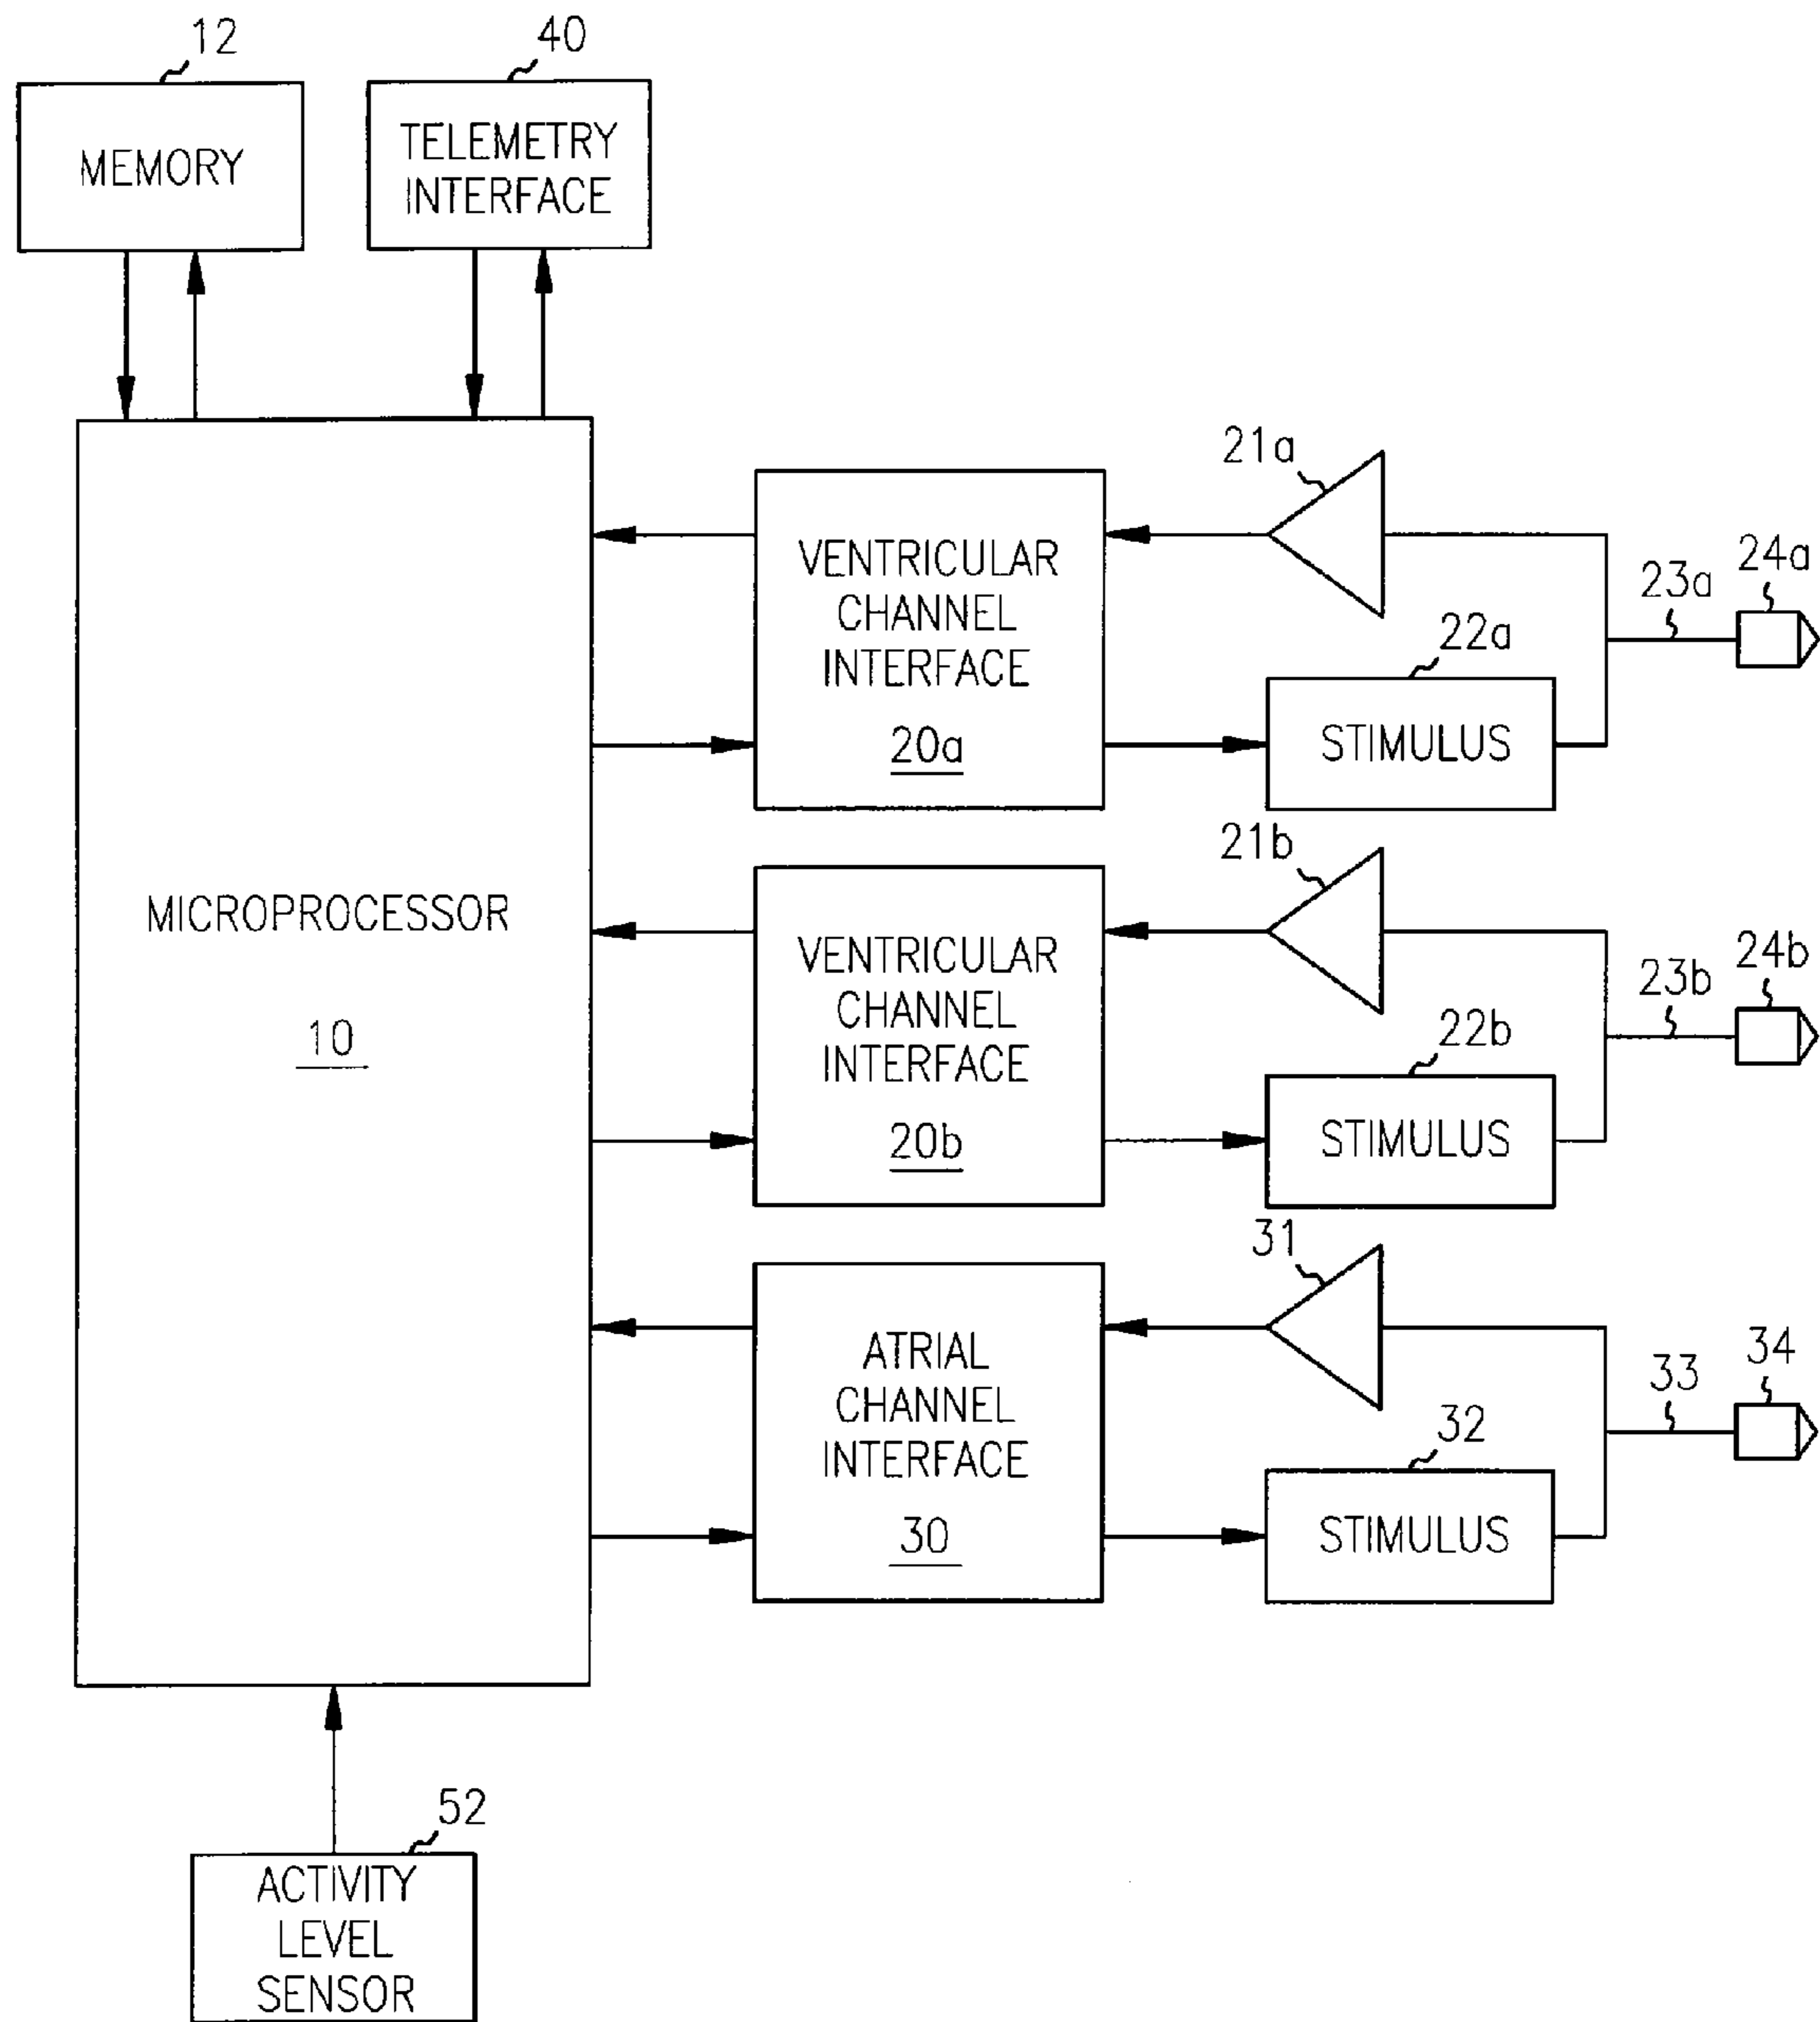 12
40
MEMORY
TELEMETRY
INTERFACE
21a
VENTRICULAR
CHANNEL
INTERFACE
20a
22a
STIMULUS
23a
24a
MICROPROCESSOR
10
21b
VENTRICULAR
CHANNEL
INTERFACE
20b
22b
STIMULUS
23b
24b
31
ATRIAL
CHANNEL
INTERFACE
30
32
STIMULUS
33
34
52
ACTIVITY
LEVEL
SENSOR